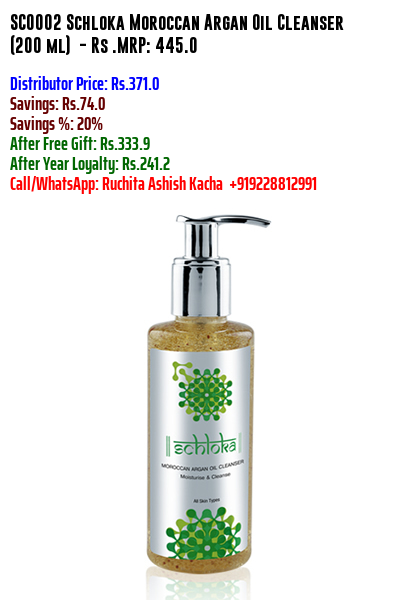 SCO002 Schloka Moroccan Argan Oil Cleanser
(200 ml) - Rs .MRP: 445.0
Distributor Price: Rs.371.0
Savings: Rs.74.0
Savings %: 20%
After Free Gift: Rs.333.9
After Year Loyalty: Rs.241.2
Call/WhatsApp: Ruchita Ashish Kacha +919228812991
schloka
MOROCCAN ARGAN OIL CLEANSER
Moisturise & Cleanse
All Skin Types